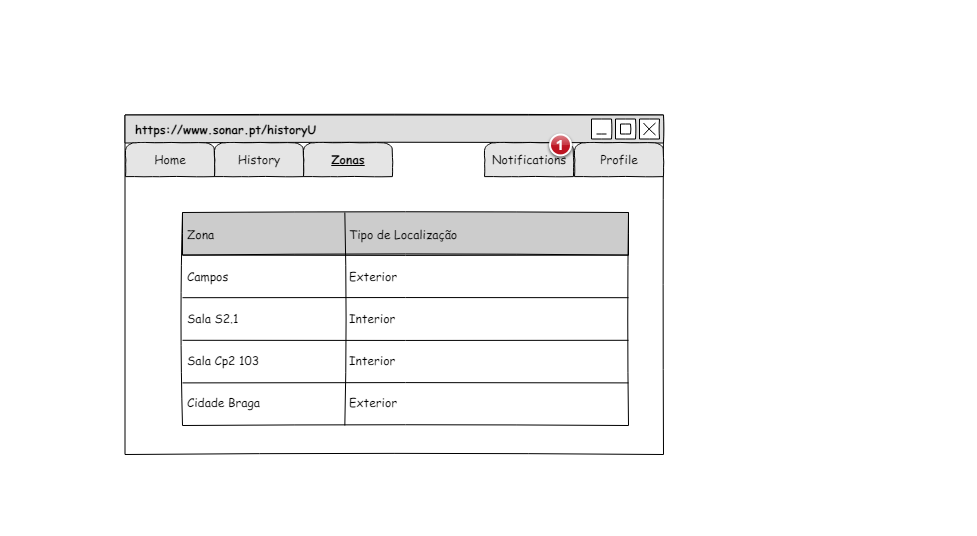 https://www.sonar.pt/historyU
Home History Zonas Notifications 1 Profile
Zona Tipo de Localização
Campos Exterior
Sala S2.1 Interior
Sala Cp2 103 Interior
Cidade Braga Exterior